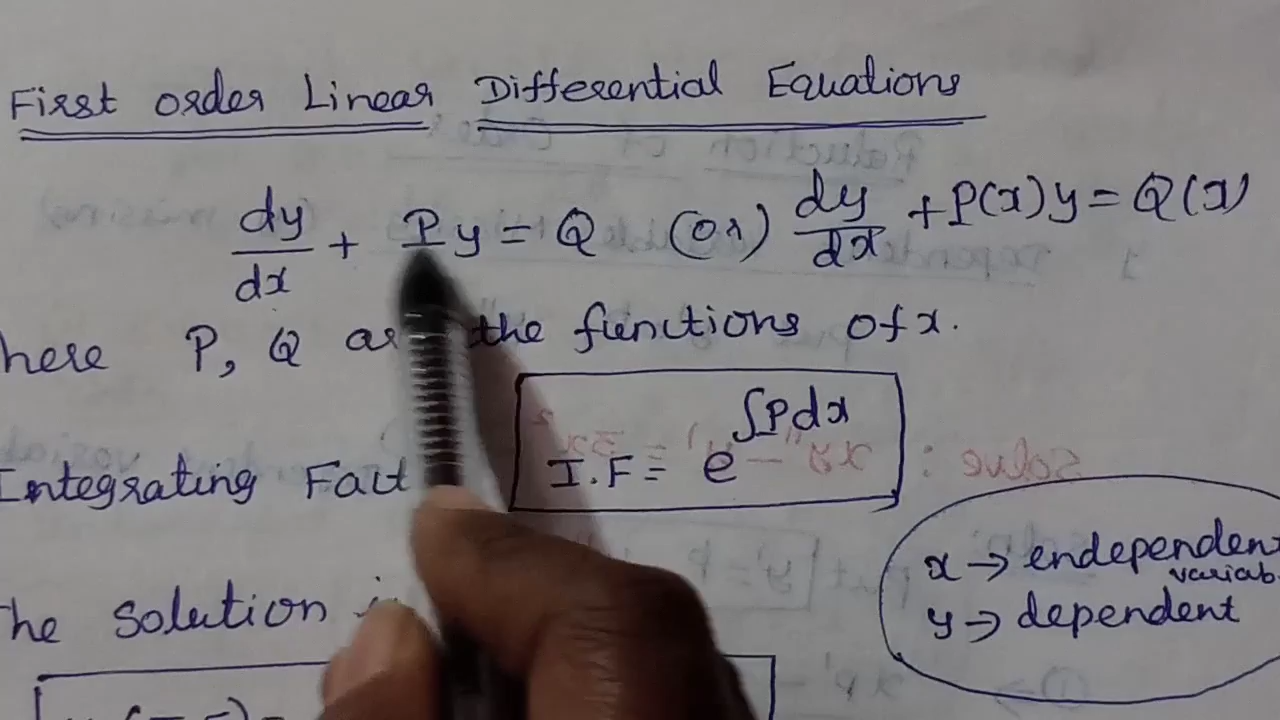 First order Linear Differential Equations
dy/dx + Py = Q (or) dy/dx + P(x)y = Q(x)
here P, Q are the functions of x.
Integrating Fact I.F = e^∫Pdx
x → endependent
variab
y → dependent
he solution is